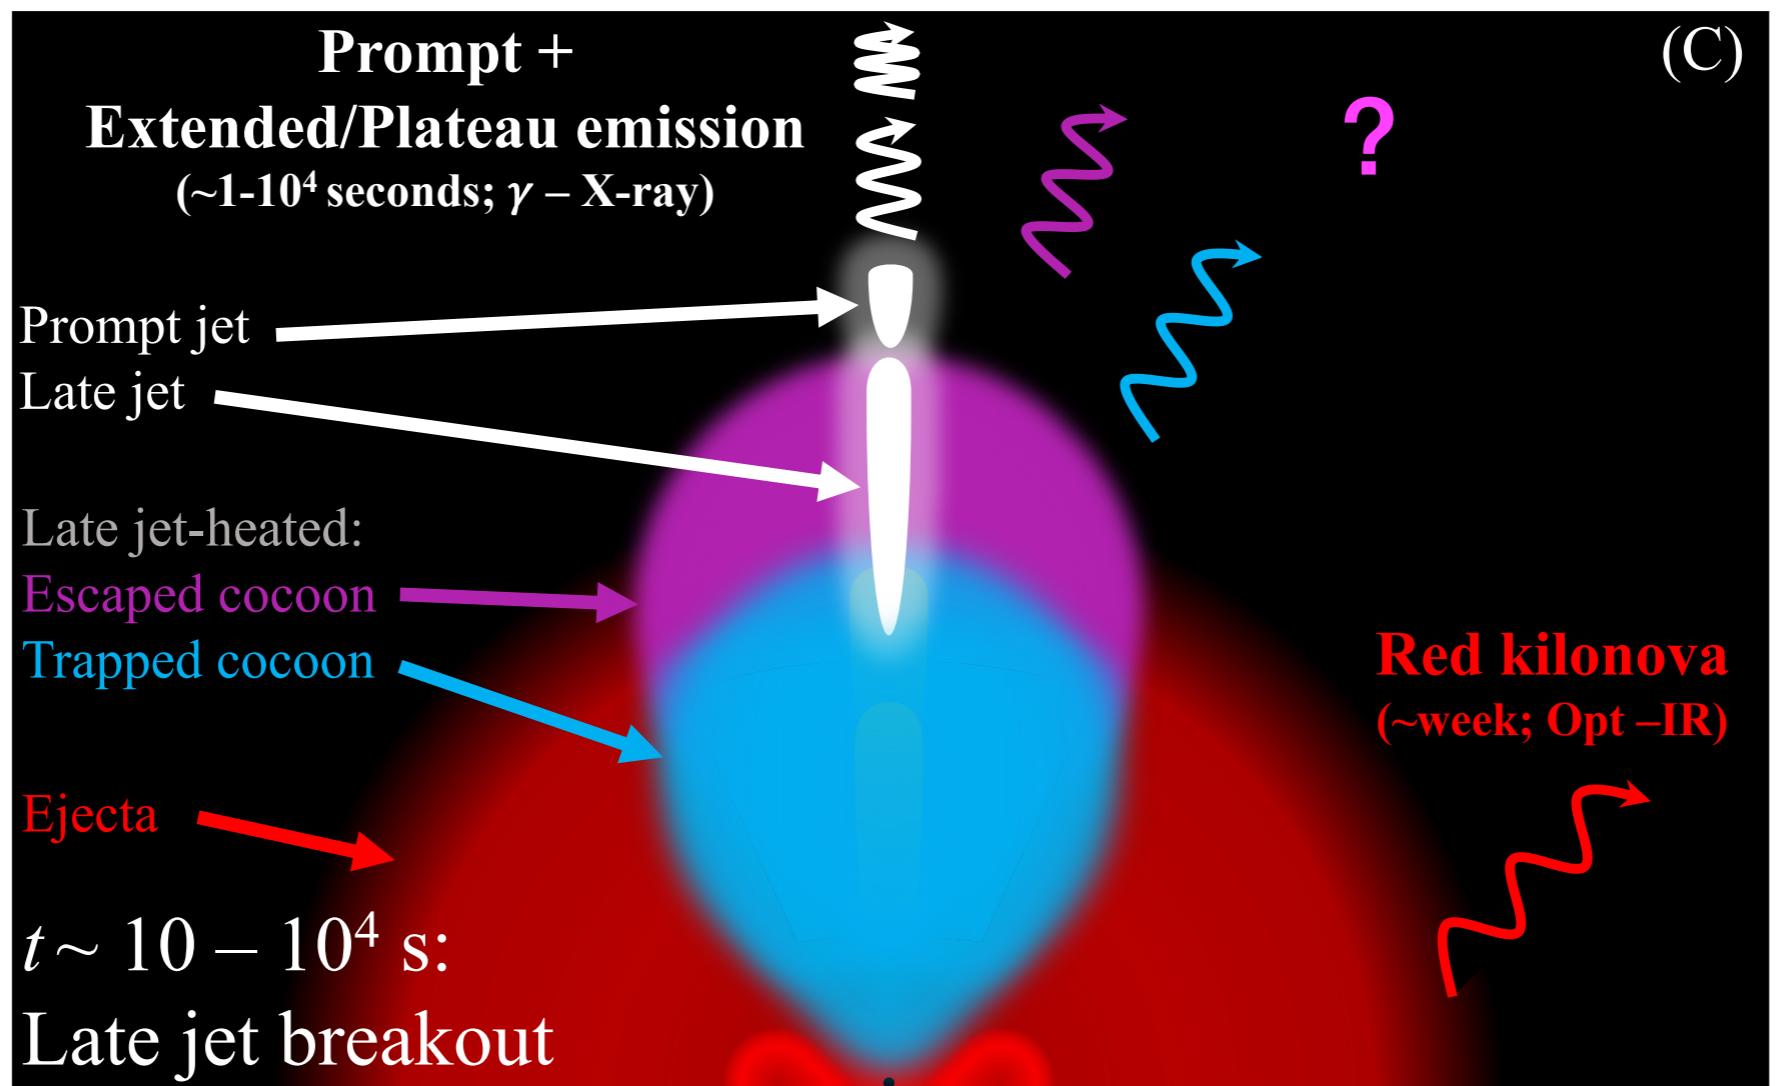 Prompt +
Extended/Plateau emission
(~1-10⁴ seconds; γ – X-ray)
(C)
?
Prompt jet
Late jet
Late jet-heated:
Escaped cocoon
Trapped cocoon
Red kilonova
(~week; Opt –IR)
Ejecta
t ~ 10 – 10⁴ s:
Late jet breakout